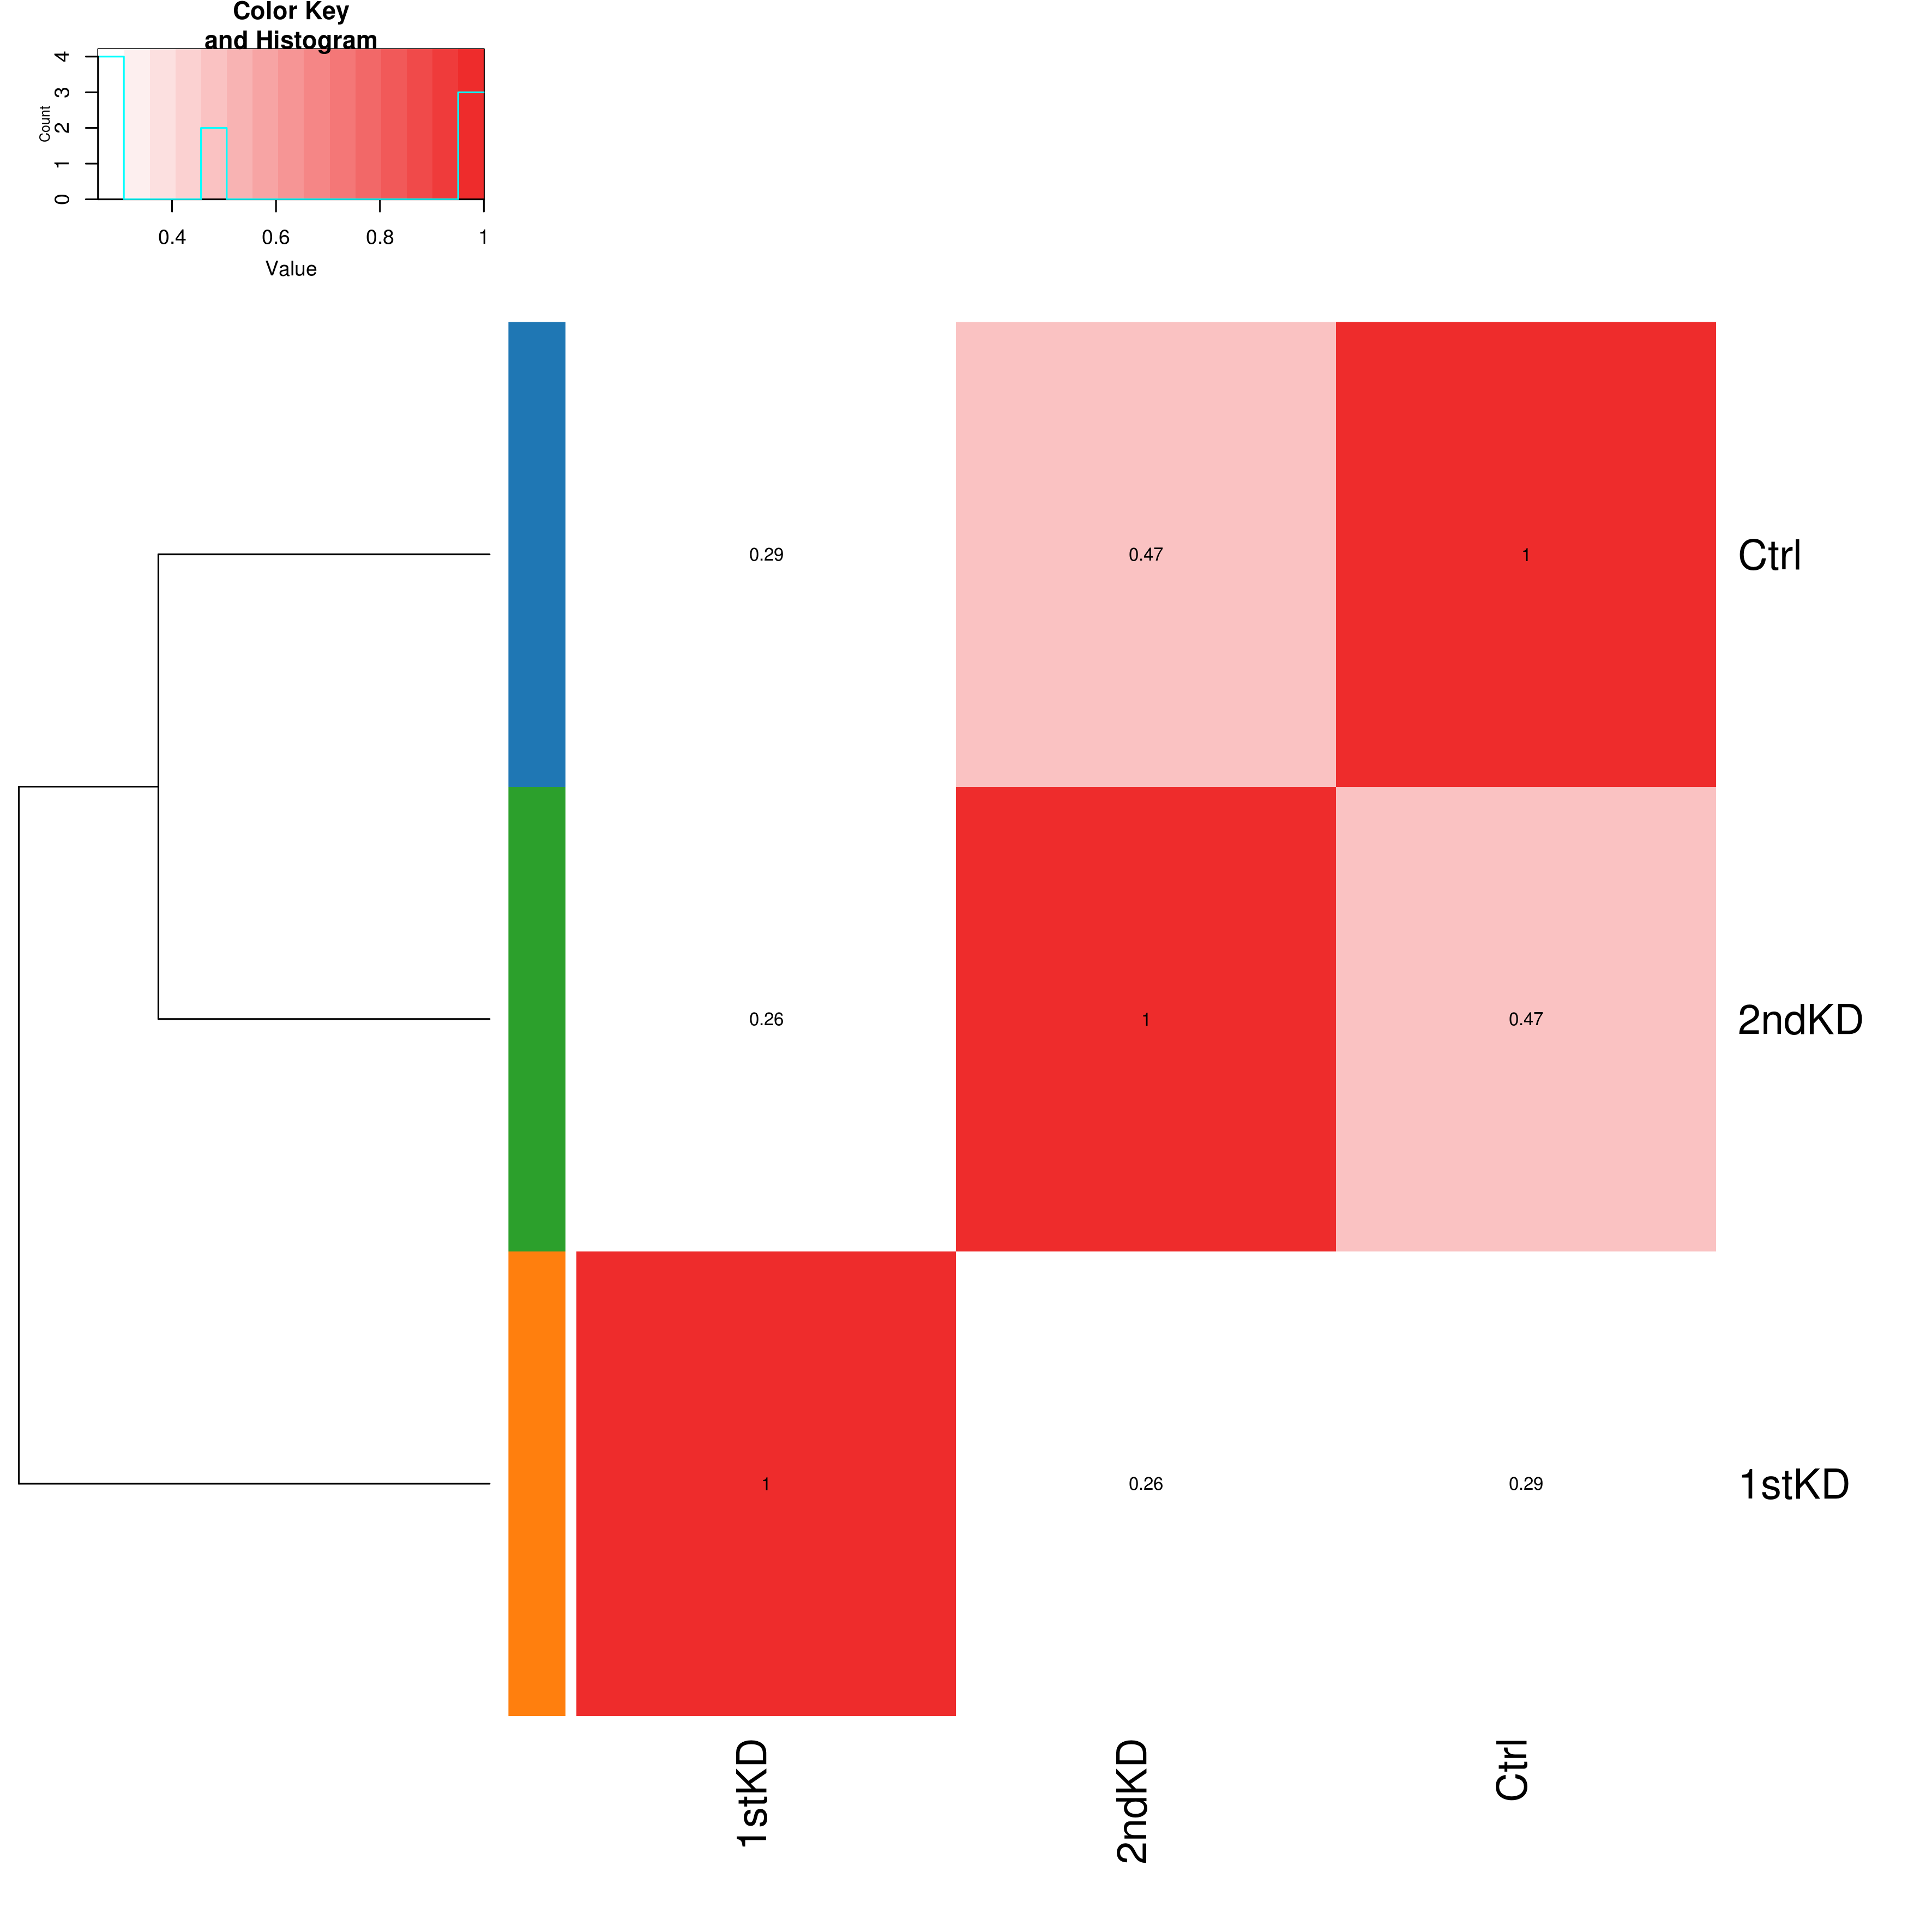 Color Key
and Histogram
Count
0 1 2 3 4
0.4 0.6 0.8 1
Value
0.29 0.47 1 Ctrl
0.26 1 0.47 2ndKD
1 0.26 0.29 1stKD
1stKD 2ndKD Ctrl